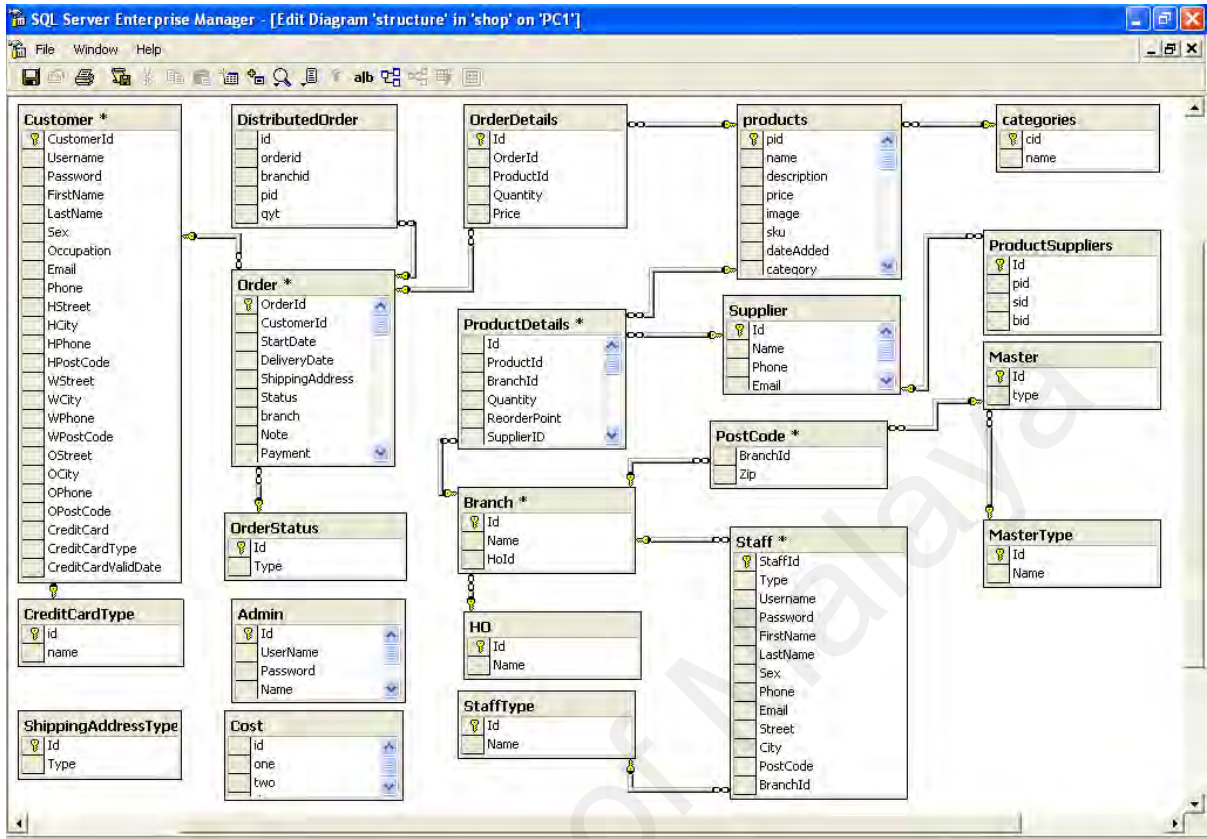 SQL Server Enterprise Manager - [Edit Diagram 'structure' in 'shop' on 'PC1']
File Window Help
a|b
Customer *
CustomerId
Username
Password
FirstName
LastName
Sex
Occupation
Email
Phone
HStreet
HCity
HPhone
HPostCode
WStreet
WCity
WPhone
WPostCode
OStreet
OCity
OPhone
OPostCode
CreditCard
CreditCardType
CreditCardValidDate
CreditCardType
id
name
ShippingAddressType
Id
Type
DistributedOrder
id
orderid
branchid
pid
qyt
Order *
OrderId
CustomerId
StartDate
DeliveryDate
ShippingAddress
Status
branch
Note
Payment
OrderStatus
Id
Type
Admin
Id
UserName
Password
Name
Cost
id
one
two
OrderDetails
Id
OrderId
ProductId
Quantity
Price
ProductDetails *
Id
ProductId
BranchId
Quantity
ReorderPoint
SupplierID
Branch *
Id
Name
HoId
HO
Id
Name
StaffType
Id
Name
products
pid
name
description
price
image
sku
dateAdded
category
Supplier
Id
Name
Phone
Email
PostCode *
BranchId
Zip
Staff *
StaffId
Type
Username
Password
FirstName
LastName
Sex
Phone
Email
Street
City
PostCode
BranchId
categories
cid
name
ProductSuppliers
Id
pid
sid
bid
Master
Id
type
MasterType
Id
Name
of Malaya